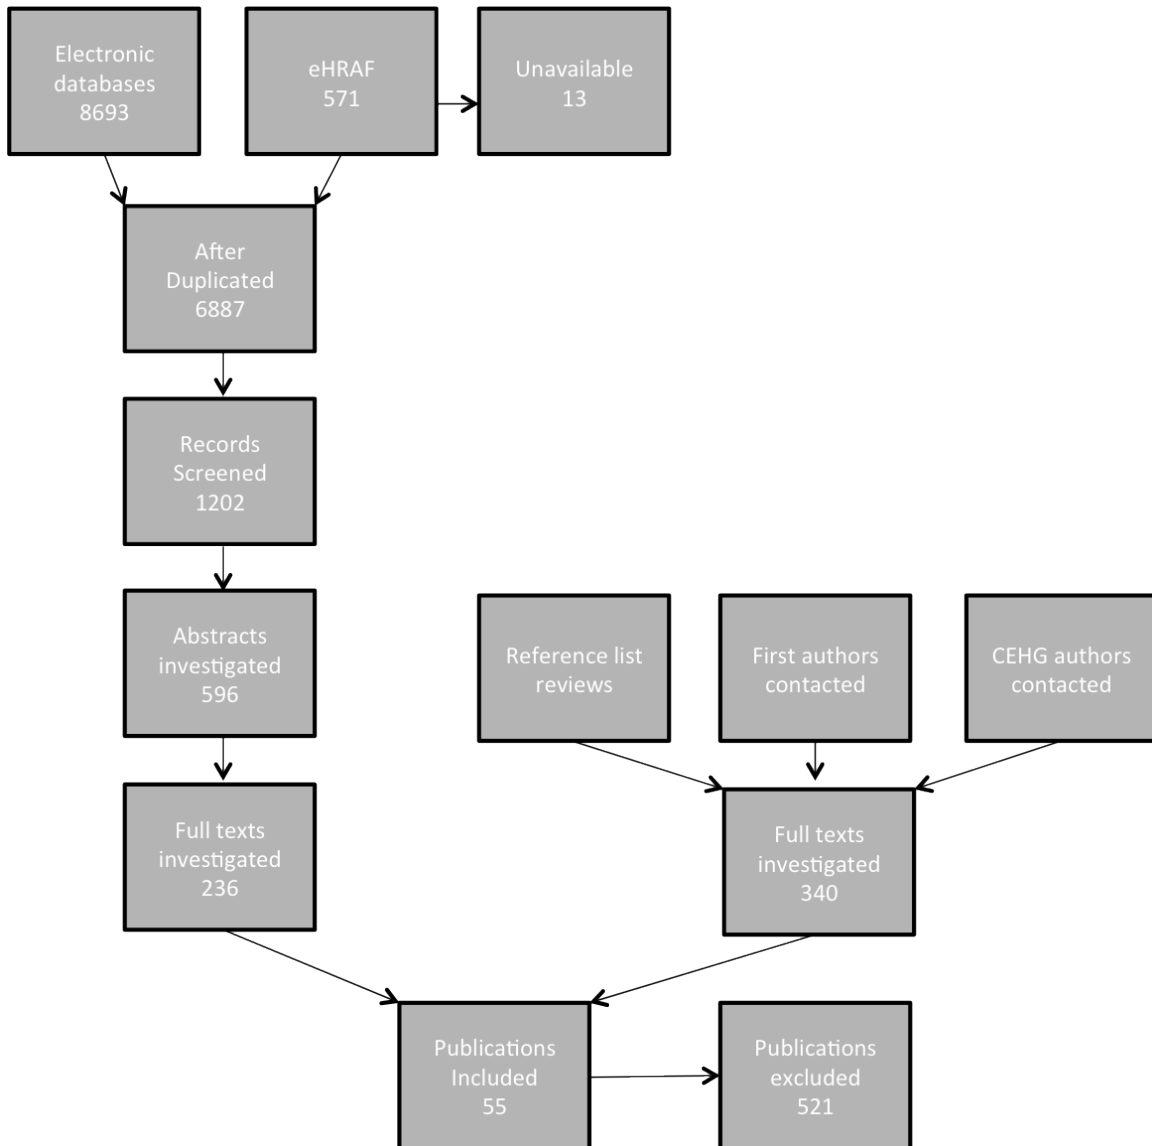 Electronic
databases
8693
eHRAF
571
Unavailable
13
After
Duplicated
6887
Records
Screened
1202
Abstracts
investigated
596
Reference list
reviews
First authors
contacted
CEHG authors
contacted
Full texts
investigated
236
Full texts
investigated
340
Publications
Included
55
Publications
excluded
521